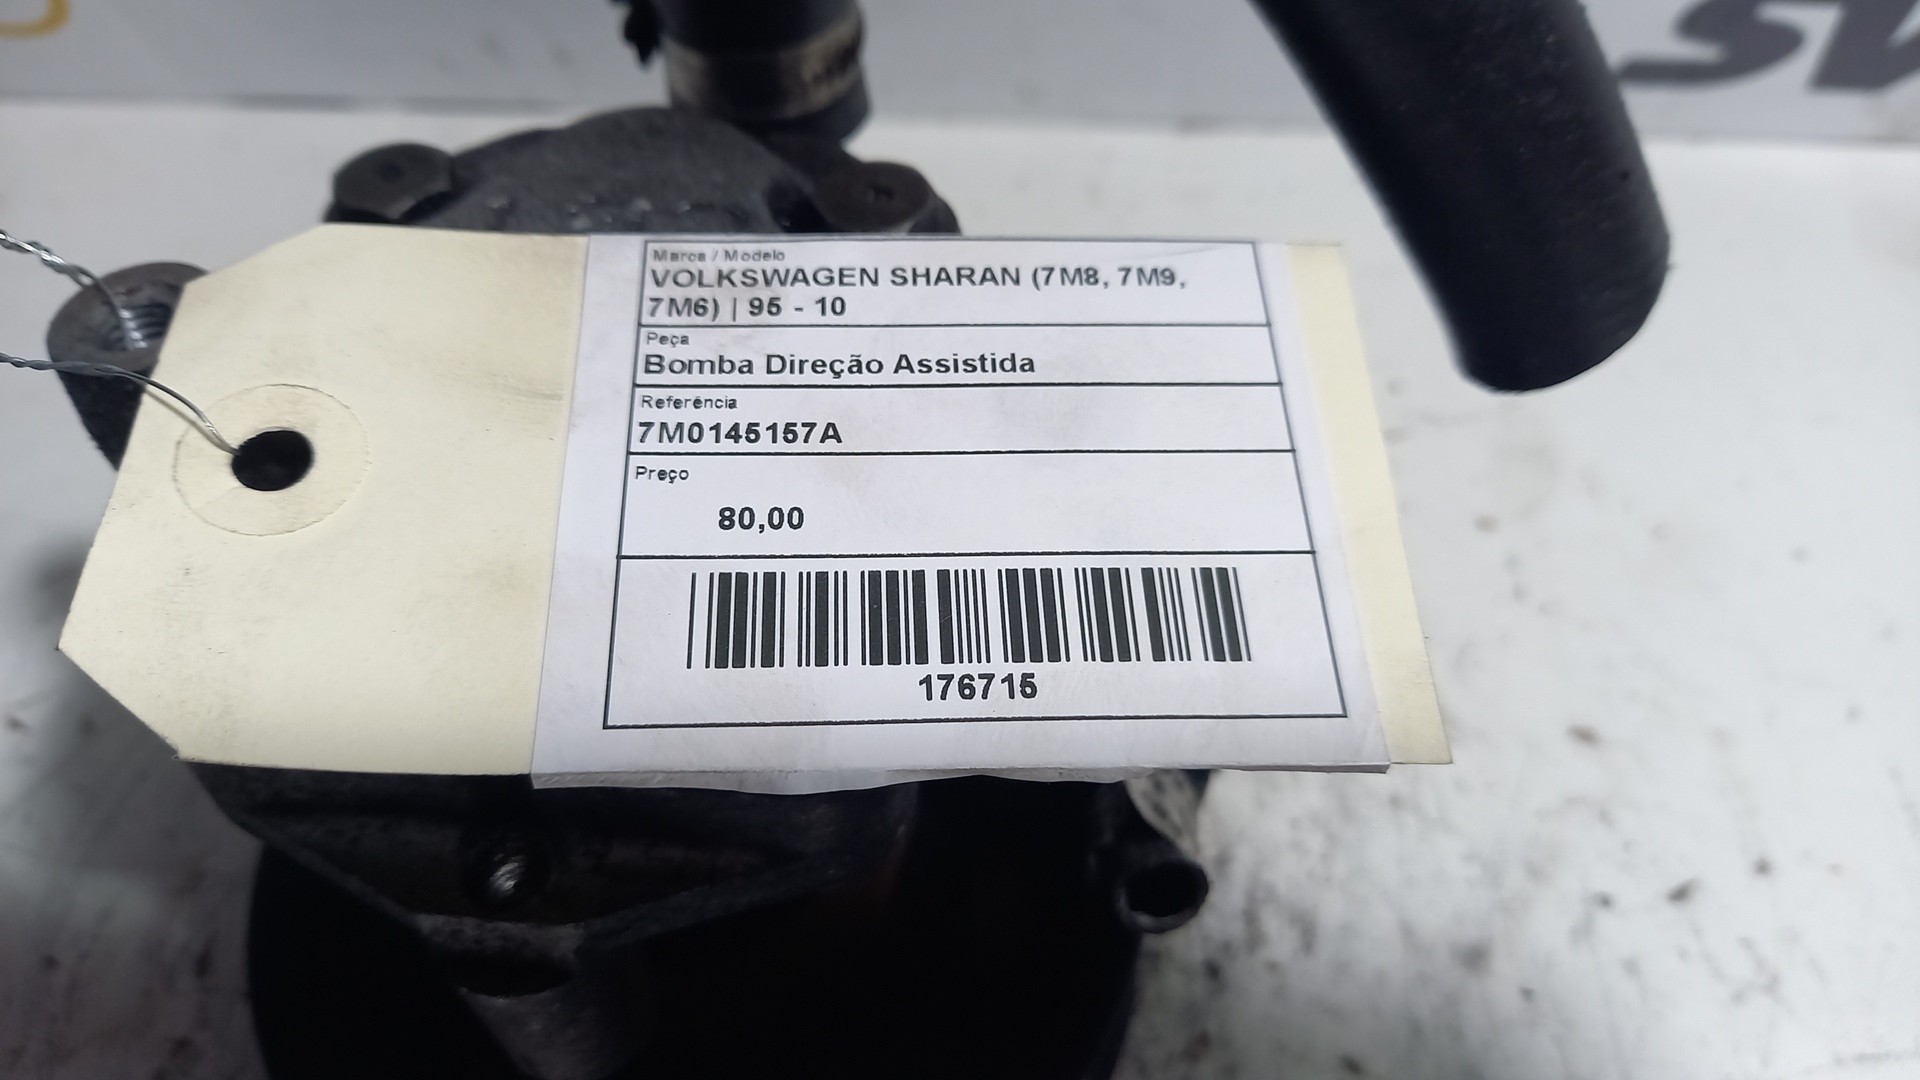 Marca / Modelo
VOLKSWAGEN SHARAN (7M8, 7M9,
7M6) | 95 - 10
Peça
Bomba Direção Assistida
Referência
7M0145157A
Preço
80,00
176715